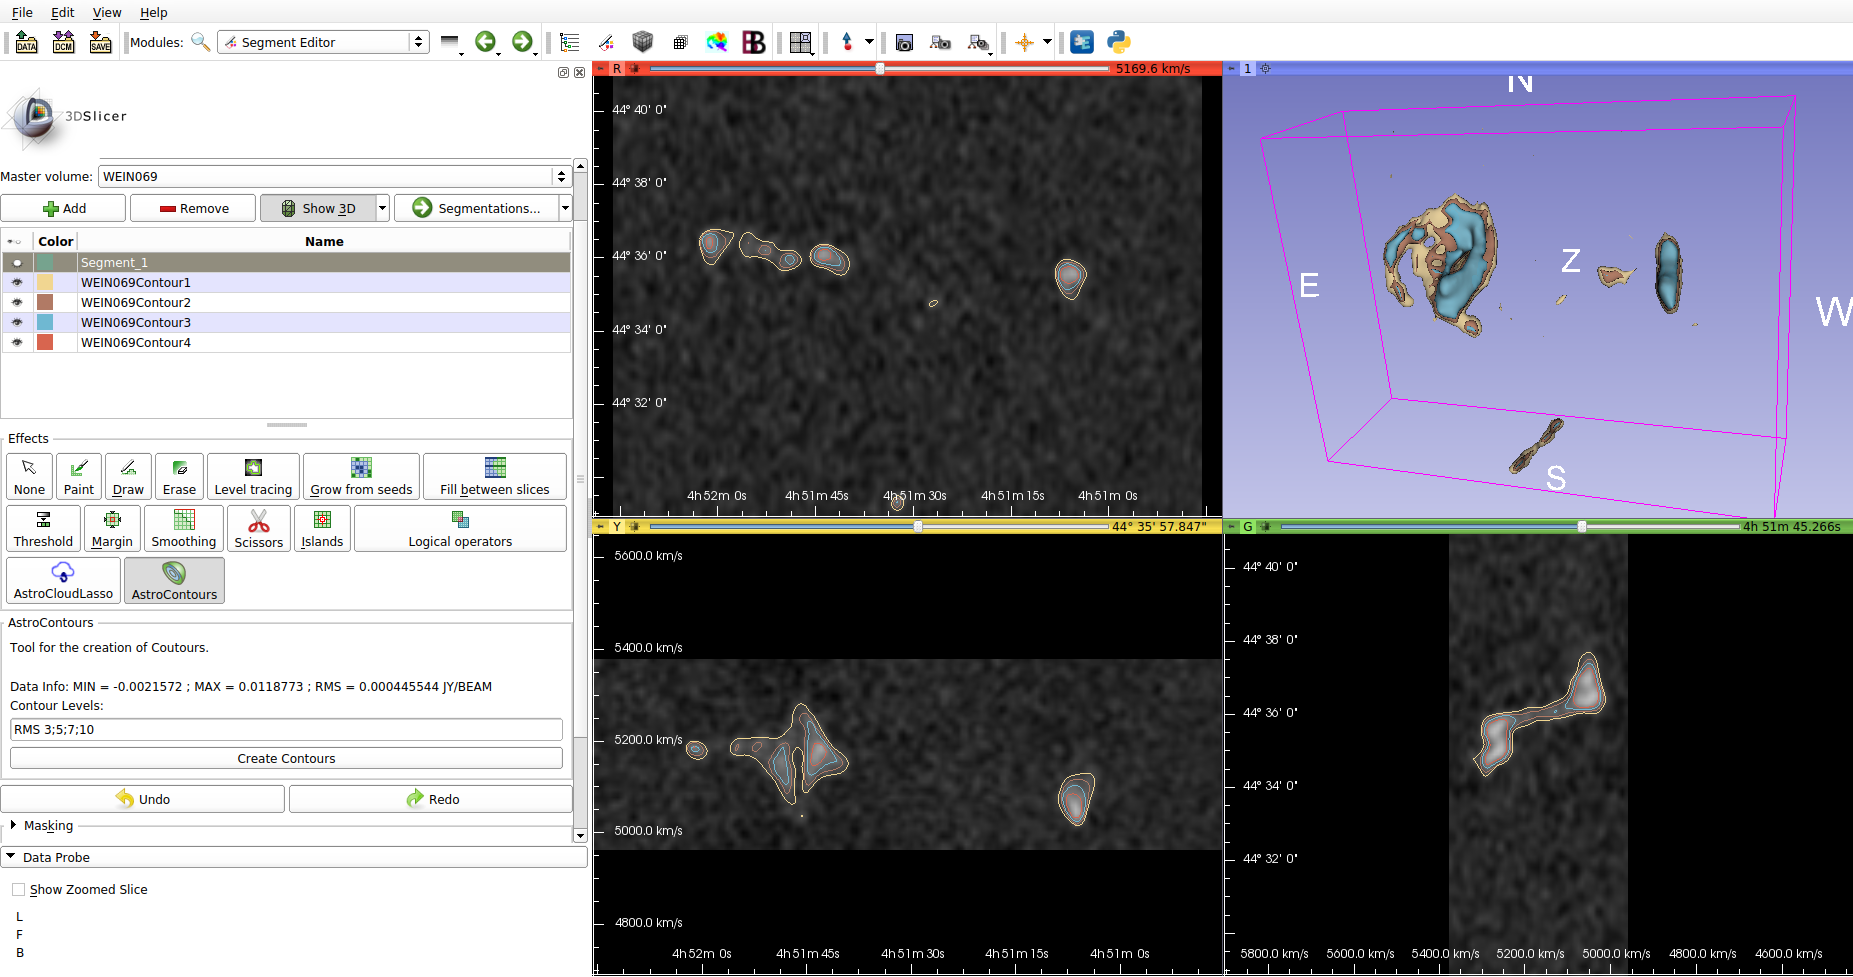 File Edit View Help
DATA DCM SAVE Modules: Segment Editor
3DSlicer
Master volume: WEIN069
Add Remove Show 3D Segmentations...
Color Name
Segment_1
WEIN069Contour1
WEIN069Contour2
WEIN069Contour3
WEIN069Contour4
Effects
None Paint Draw Erase Level tracing Grow from seeds Fill between slices
Threshold Margin Smoothing Scissors Islands Logical operators
AstroCloudLasso AstroContours
AstroContours
Tool for the creation of Coutours.
Data Info: MIN = -0.0021572 ; MAX = 0.0118773 ; RMS = 0.000445544 JY/BEAM
Contour Levels:
RMS 3;5;7;10
Create Contours
Undo Redo
Masking
Data Probe
Show Zoomed Slice
L
F
B
R 5169.6 km/s
44° 40' 0"
44° 38' 0"
44° 36' 0"
44° 34' 0"
44° 32' 0"
4h 52m 0s 4h 51m 45s 4h 51m 30s 4h 51m 15s 4h 51m 0s
1
N
E
Z
W
S
Y 44° 35' 57.847"
5600.0 km/s
5400.0 km/s
5200.0 km/s
5000.0 km/s
4800.0 km/s
4h 52m 0s 4h 51m 45s 4h 51m 30s 4h 51m 15s 4h 51m 0s
G 4h 51m 45.266s
44° 40' 0"
44° 38' 0"
44° 36' 0"
44° 34' 0"
44° 32' 0"
5800.0 km/s 5600.0 km/s 5400.0 km/s 5200.0 km/s 5000.0 km/s 4800.0 km/s 4600.0 km/s